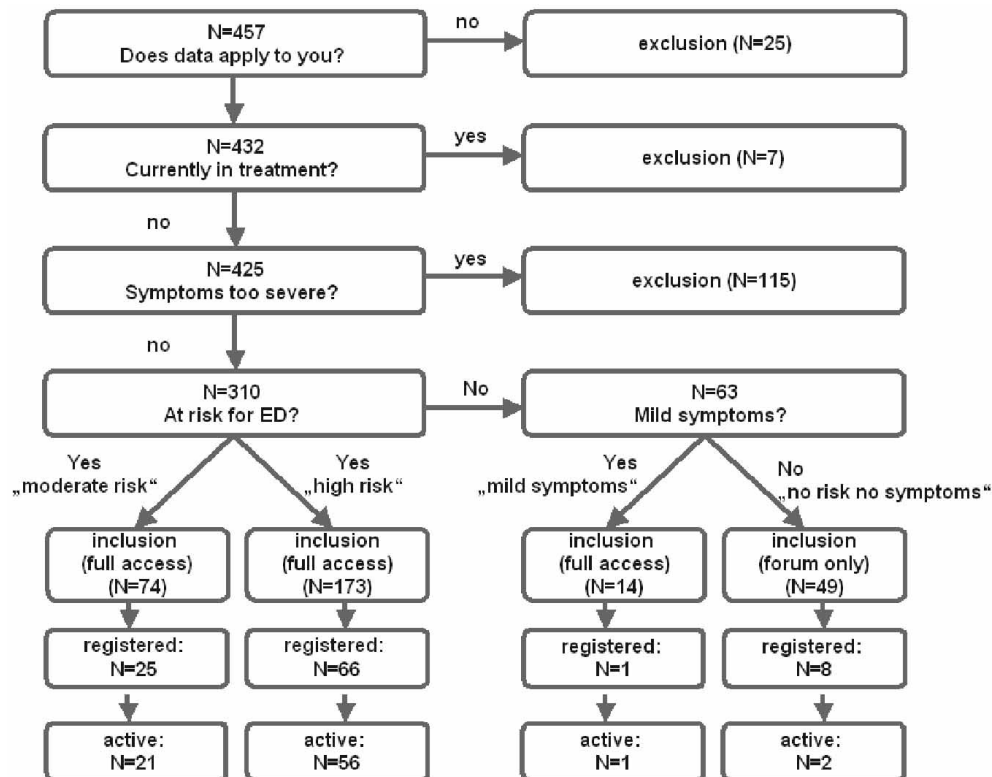 N=457
Does data apply to you?
no
exclusion (N=25)
N=432
Currently in treatment?
yes
exclusion (N=7)
no
N=425
Symptoms too severe?
yes
exclusion (N=115)
no
N=310
At risk for ED?
No
N=63
Mild symptoms?
Yes
„moderate risk“
Yes
„high risk“
Yes
„mild symptoms“
No
„no risk no symptoms“
inclusion
(full access)
(N=74)
inclusion
(full access)
(N=173)
inclusion
(full access)
(N=14)
inclusion
(forum only)
(N=49)
registered:
N=25
registered:
N=66
registered:
N=1
registered:
N=8
active:
N=21
active:
N=56
active:
N=1
active:
N=2